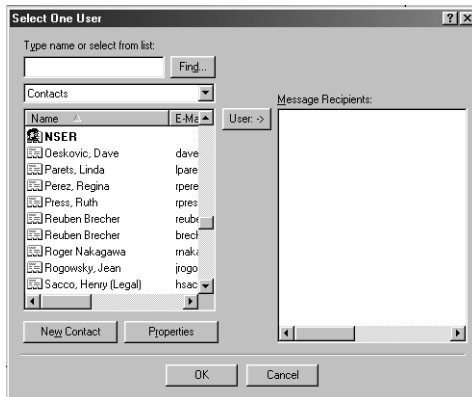 Select One User
Type name or select from list:
Find...
Contacts
Message Recipients:
Name E-Ma
User: ->
NSER
Deskovic, Dave dave
Parets, Linda lpare
Perez, Regina rpere
Press, Ruth rpres
Reuben Brecher reube
Reuben Brecher brech
Roger Nakagawa rnaka
Rogowsky, Jean jrogo
Sacco, Henry (Legal) hsac
New Contact Properties
OK Cancel